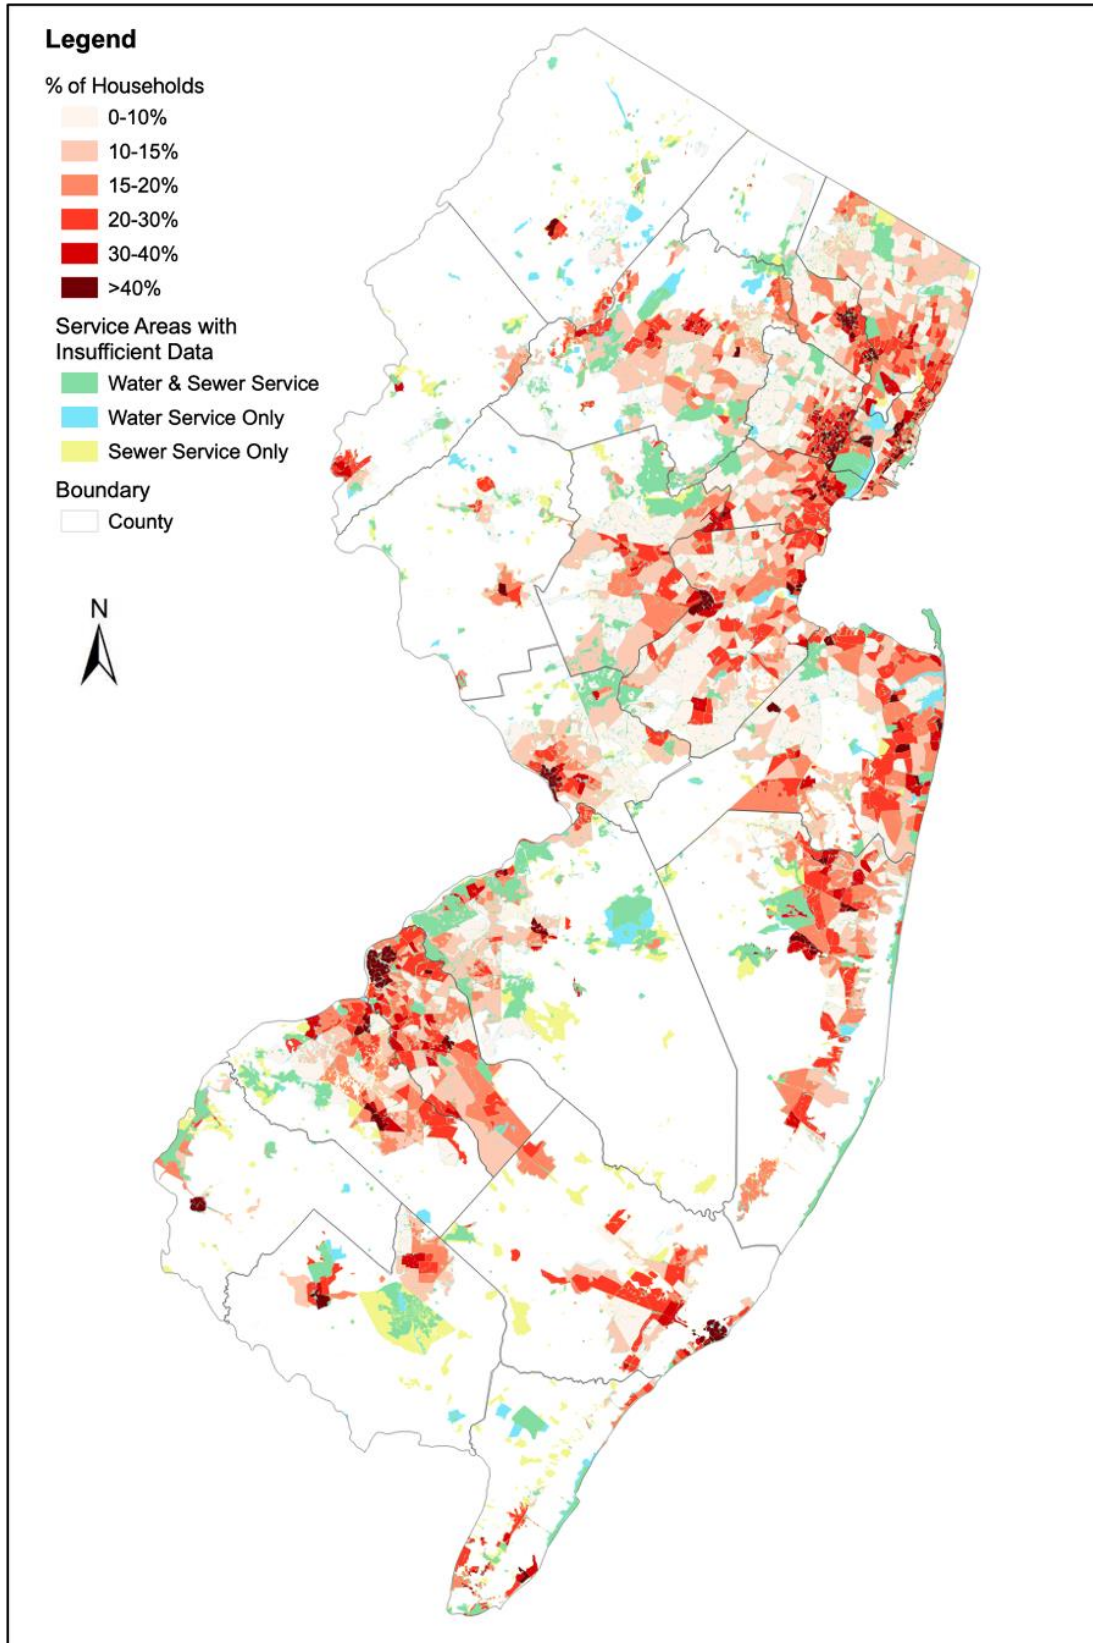 Legend
% of Households
0-10%
10-15%
15-20%
20-30%
30-40%
>40%
Service Areas with
Insufficient Data
Water & Sewer Service
Water Service Only
Sewer Service Only
Boundary
County
N